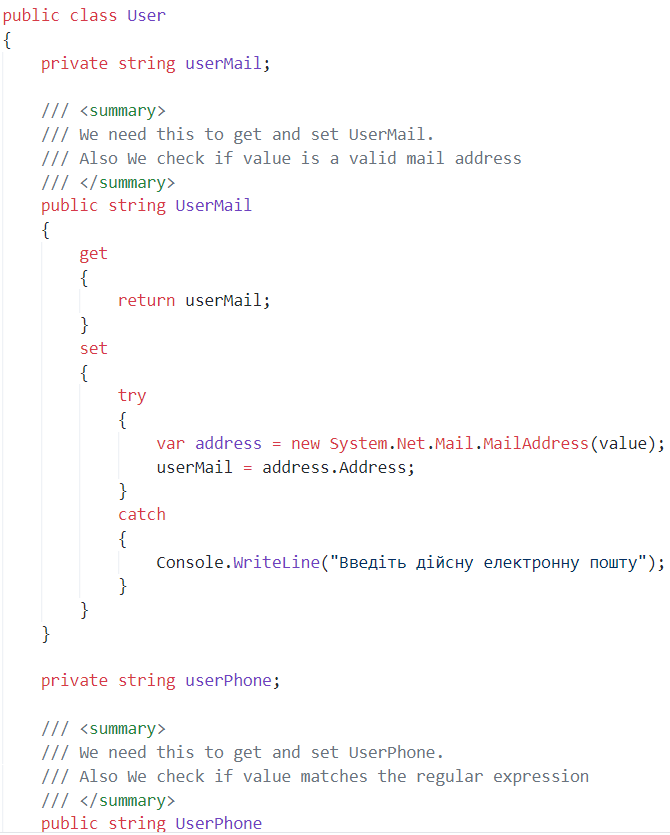 public class User
{
    private string userMail;

    /// <summary>
    /// We need this to get and set UserMail.
    /// Also We check if value is a valid mail address
    /// </summary>
    public string UserMail
    {
        get
        {
            return userMail;
        }
        set
        {
            try
            {
                var address = new System.Net.Mail.MailAddress(value);
                userMail = address.Address;
            }
            catch
            {
                Console.WriteLine("Введіть дійсну електронну пошту");
            }
        }
    }

    private string userPhone;

    /// <summary>
    /// We need this to get and set UserPhone.
    /// Also We check if value matches the regular expression
    /// </summary>
    public string UserPhone